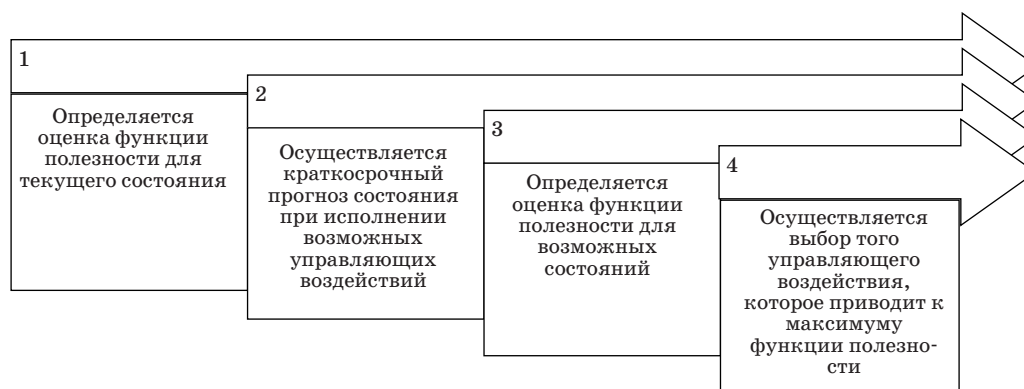 1
Определяется
оценка функции
полезности для
текущего состояния
2
Осуществляется
краткосрочный
прогноз состояния
при исполнении
возможных
управляющих
воздействий
3
Определяется
оценка функции
полезности для
возможных
состояний
4
Осуществляется
выбор того
управляющего
воздействия,
которое приводит к
максимуму
функции полезно-
сти